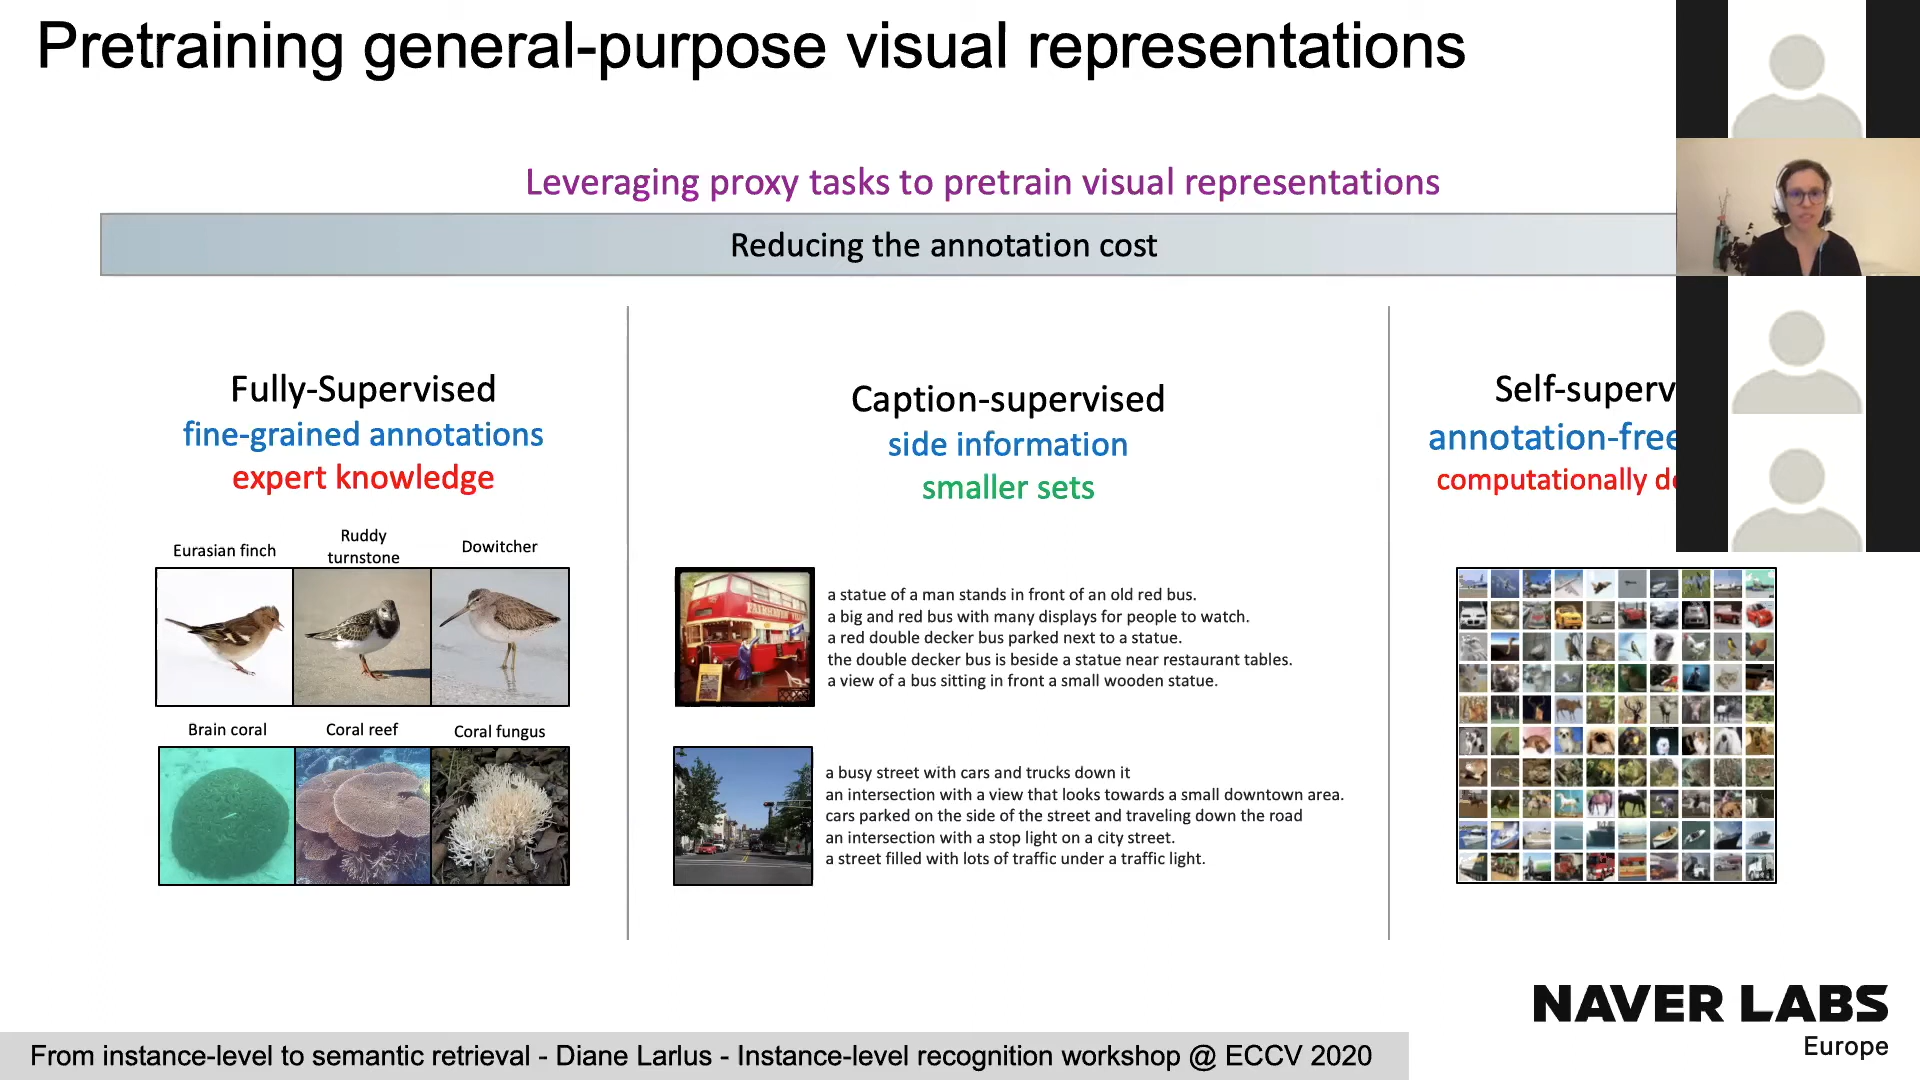 Pretraining general-purpose visual representations
Leveraging proxy tasks to pretrain visual representations
Reducing the annotation cost
Fully-Supervised
fine-grained annotations
expert knowledge
Eurasian finch
Ruddy
turnstone
Dowitcher
Brain coral
Coral reef
Coral fungus
Caption-supervised
side information
smaller sets
a statue of a man stands in front of an old red bus.
a big and red bus with many displays for people to watch.
a red double decker bus parked next to a statue.
the double decker bus is beside a statue near restaurant tables.
a view of a bus sitting in front a small wooden statue.
a busy street with cars and trucks down it
an intersection with a view that looks towards a small downtown area.
cars parked on the side of the street and traveling down the road
an intersection with a stop light on a city street.
a street filled with lots of traffic under a traffic light.
Self-superv
annotation-free
computationally
NAVER LABS
Europe
From instance-level to semantic retrieval - Diane Larlus - Instance-level recognition workshop @ ECCV 2020